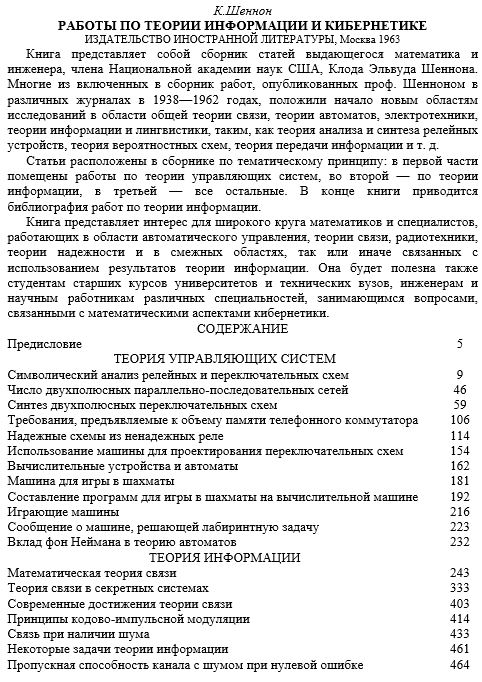 К.Шеннон
РАБОТЫ ПО ТЕОРИИ ИНФОРМАЦИИ И КИБЕРНЕТИКЕ
ИЗДАТЕЛЬСТВО ИНОСТРАННОЙ ЛИТЕРАТУРЫ, Москва 1963
Книга представляет собой сборник статей выдающегося математика и
инженера, члена Национальной академии наук США, Клода Эльвуда Шеннона.
Многие из включенных в сборник работ, опубликованных проф. Шенноном в
различных журналах в 1938—1962 годах, положили начало новым областям
исследований в области общей теории связи, теории автоматов, электротехники,
теории информации и лингвистики, таким, как теория анализа и синтеза релейных
устройств, теория вероятностных схем, теория передачи информации и т. д.
Статьи расположены в сборнике по тематическому принципу: в первой части
помещены работы по теории управляющих систем, во второй — по теории
информации, в третьей — все остальные. В конце книги приводится
библиография работ по теории информации.
Книга представляет интерес для широкого круга математиков и специалистов,
работающих в области автоматического управления, теории связи, радиотехники,
теории надежности и в смежных областях, так или иначе связанных с
использованием результатов теории информации. Она будет полезна также
студентам старших курсов университетов и технических вузов, инженерам и
научным работникам различных специальностей, занимающимся вопросами,
связанными с математическими аспектами кибернетики.
СОДЕРЖАНИЕ
Предисловие 5
ТЕОРИЯ УПРАВЛЯЮЩИХ СИСТЕМ
Символический анализ релейных и переключательных схем 9
Число двухполюсных параллельно-последовательных сетей 46
Синтез двухполюсных переключательных схем 59
Требования, предъявляемые к объему памяти телефонного коммутатора 106
Надежные схемы из ненадежных реле 114
Использование машины для проектирования переключательных схем 154
Вычислительные устройства и автоматы 162
Машина для игры в шахматы 181
Составление программ для игры в шахматы на вычислительной машине 192
Играющие машины 216
Сообщение о машине, решающей лабиринтную задачу 223
Вклад фон Неймана в теорию автоматов 232
ТЕОРИЯ ИНФОРМАЦИИ
Математическая теория связи 243
Теория связи в секретных системах 333
Современные достижения теории связи 403
Принципы кодово-импульсной модуляции 414
Связь при наличии шума 433
Некоторые задачи теории информации 461
Пропускная способность канала с шумом при нулевой ошибке 464